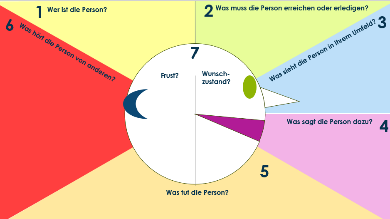 1 Wer ist die Person?
2 Was muss die Person erreichen oder erledigen?
3 Was sieht die Person in Ihrem Umfeld?
4 Was sagt die Person dazu?
5 Was tut die Person?
6 Was hört die Person von anderen?
7
Frust?
Wunsch-
zustand?